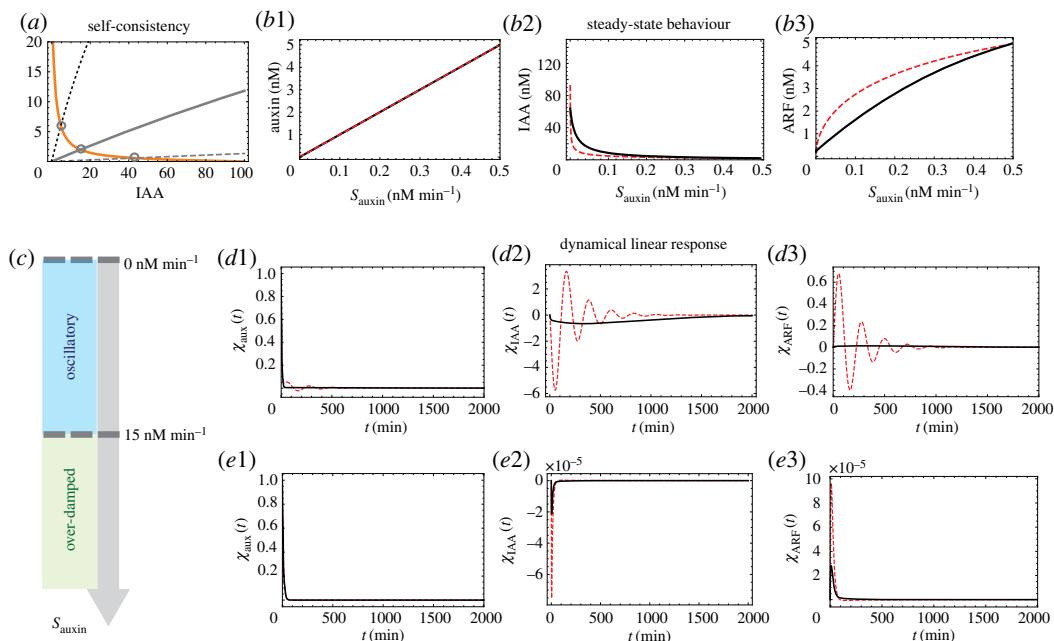 (a) self-consistency
20
15
10
5
0 20 40 60 80 100
IAA
(b1)
auxin (nM)
5
4
3
2
1
0 0.1 0.2 0.3 0.4 0.5
Sauxin (nM min−1)
(b2) steady-state behaviour
IAA (nM)
120
80
40
0 0.1 0.2 0.3 0.4 0.5
Sauxin (nM min−1)
(b3)
ARF (nM)
5
4
3
2
1
0 0.1 0.2 0.3 0.4 0.5
Sauxin (nM min−1)
(c)
0 nM min−1
oscillatory
15 nM min−1
over-damped
Sauxin
(d1)
χaux(t)
1.0
0.8
0.6
0.4
0.2
0 500 1000 1500 2000
t (min)
(d2) dynamical linear response
χIAA(t)
2
0
−2
−4
−6
0 500 1000 1500 2000
t (min)
(d3)
χARF(t)
0.6
0.4
0.2
0
−0.2
−0.4
0 500 1000 1500 2000
t (min)
(e1)
χaux(t)
1.0
0.8
0.6
0.4
0.2
0 500 1000 1500 2000
t (min)
(e2)
×10−5
χIAA(t)
0
−2
−4
−6
0 500 1000 1500 2000
t (min)
(e3)
×10−5
χARF(t)
10
8
6
4
2
0
0 500 1000 1500 2000
t (min)